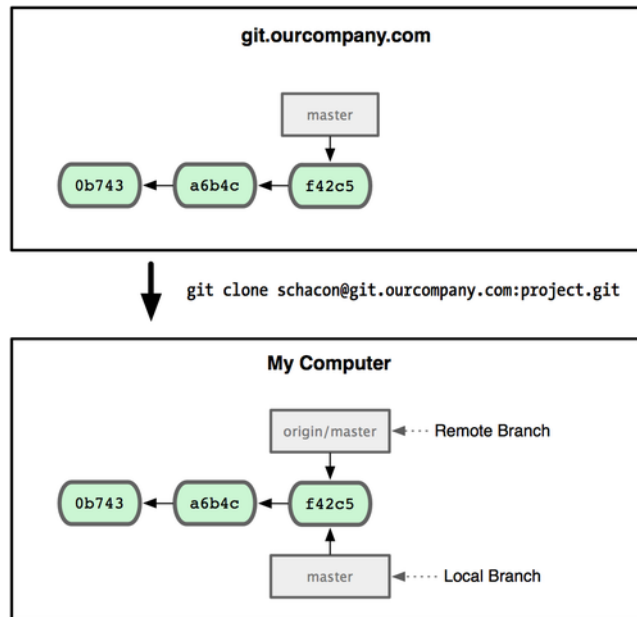 git.ourcompany.com
master
0b743 a6b4c f42c5
git clone schacon@git.ourcompany.com:project.git
My Computer
origin/master Remote Branch
0b743 a6b4c f42c5
master Local Branch